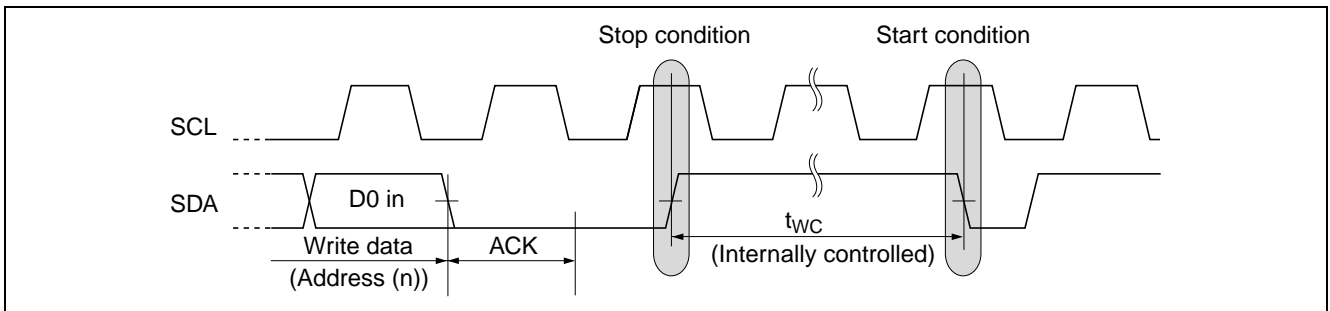 Stop condition
Start condition
SCL
SDA
D0 in
Write data
(Address (n))
ACK
tWC
(Internally controlled)